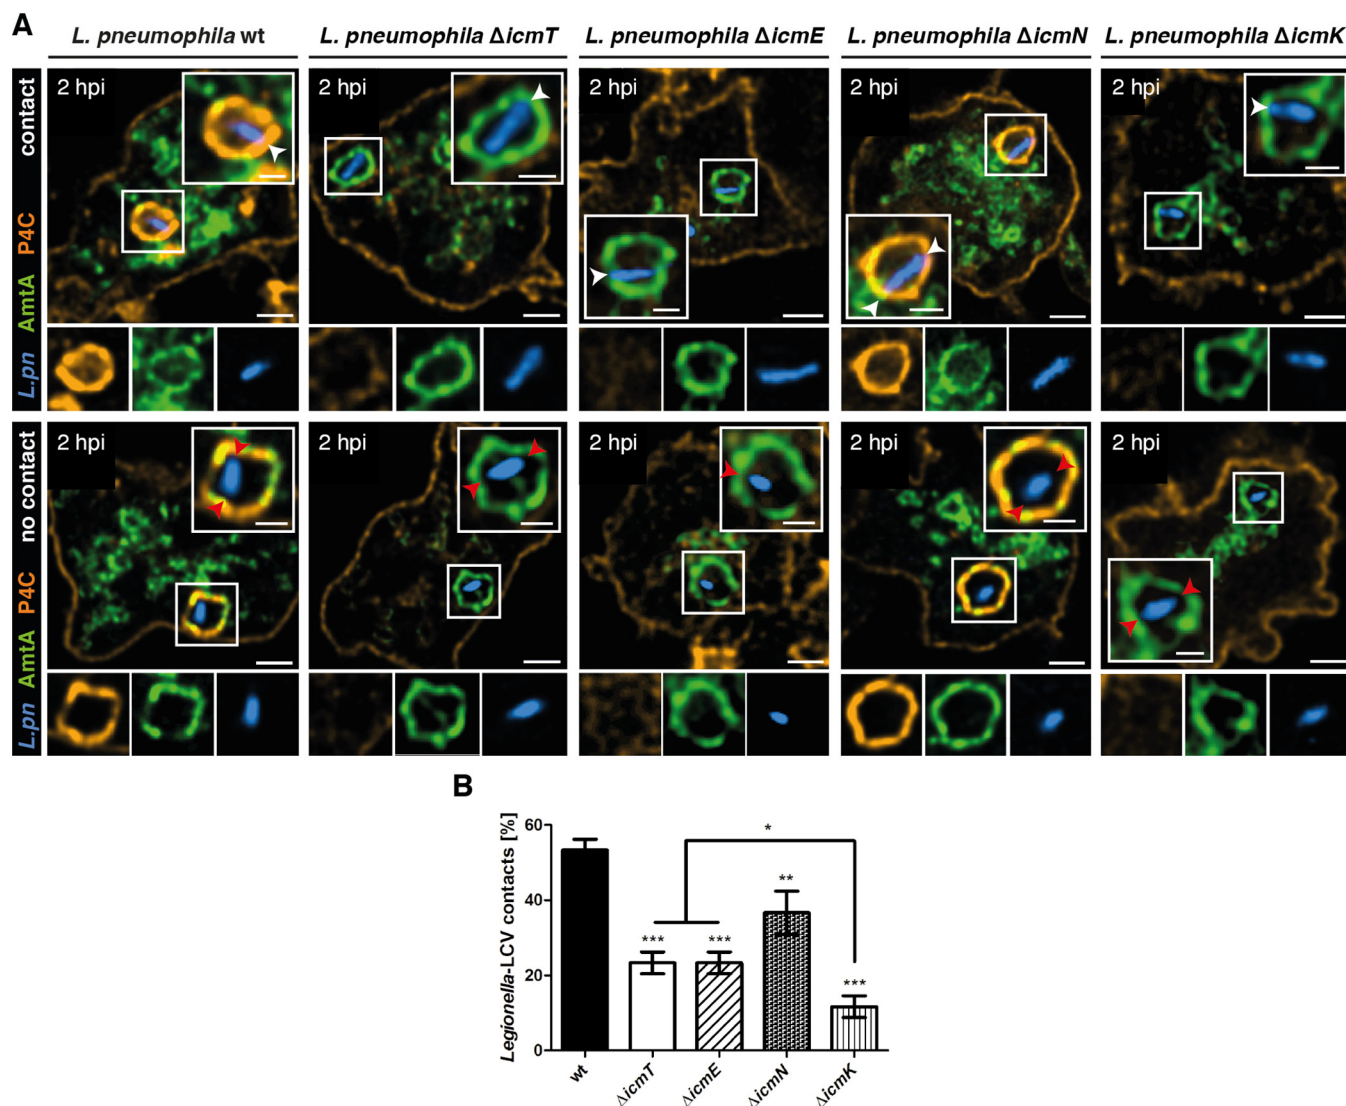 A
L. pneumophila wt
L. pneumophila ΔicmT
L. pneumophila ΔicmE
L. pneumophila ΔicmN
L. pneumophila ΔicmK
L.pn AmtA P4C contact
2 hpi
2 hpi
2 hpi
2 hpi
2 hpi
L.pn AmtA P4C no contact
2 hpi
2 hpi
2 hpi
2 hpi
2 hpi
B
Legionella-LCV contacts [%]
60
40
20
0
*
***
***
**
***
wt
ΔicmT
ΔicmE
ΔicmN
ΔicmK